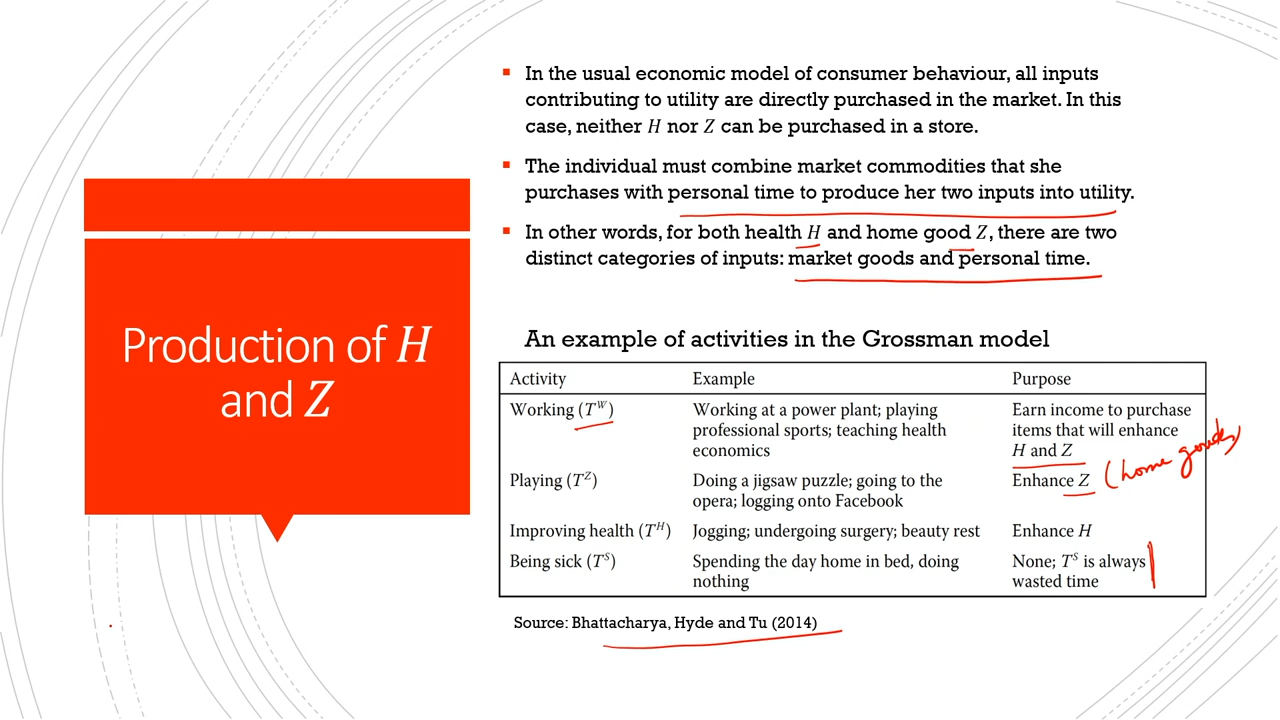 Production of H
and Z
▪ In the usual economic model of consumer behaviour, all inputs
contributing to utility are directly purchased in the market. In this
case, neither H nor Z can be purchased in a store.
▪ The individual must combine market commodities that she
purchases with personal time to produce her two inputs into utility.
▪ In other words, for both health H and home good Z, there are two
distinct categories of inputs: market goods and personal time.
An example of activities in the Grossman model
Activity Example Purpose
Working (T^W) Working at a power plant; playing Earn income to purchase
professional sports; teaching health items that will enhance
economics H and Z
Playing (T^Z) Doing a jigsaw puzzle; going to the Enhance Z (home goods)
opera; logging onto Facebook
Improving health (T^H) Jogging; undergoing surgery; beauty rest Enhance H
Being sick (T^S) Spending the day home in bed, doing None; T^S is always
nothing wasted time
Source: Bhattacharya, Hyde and Tu (2014)